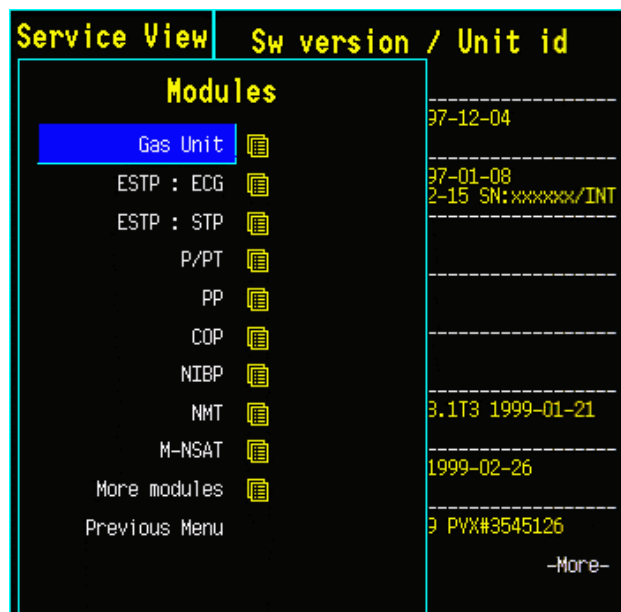 Service View
Sw version / Unit id
Modules
Gas Unit
ESTP : ECG
ESTP : STP
P/PT
PP
COP
NIBP
NMT
M-NSAT
More modules
Previous Menu
97-12-04
97-01-08
2-15 SN:xxxxxx/INT
3.1T3 1999-01-21
1999-02-26
9 PVX#3545126
-More-